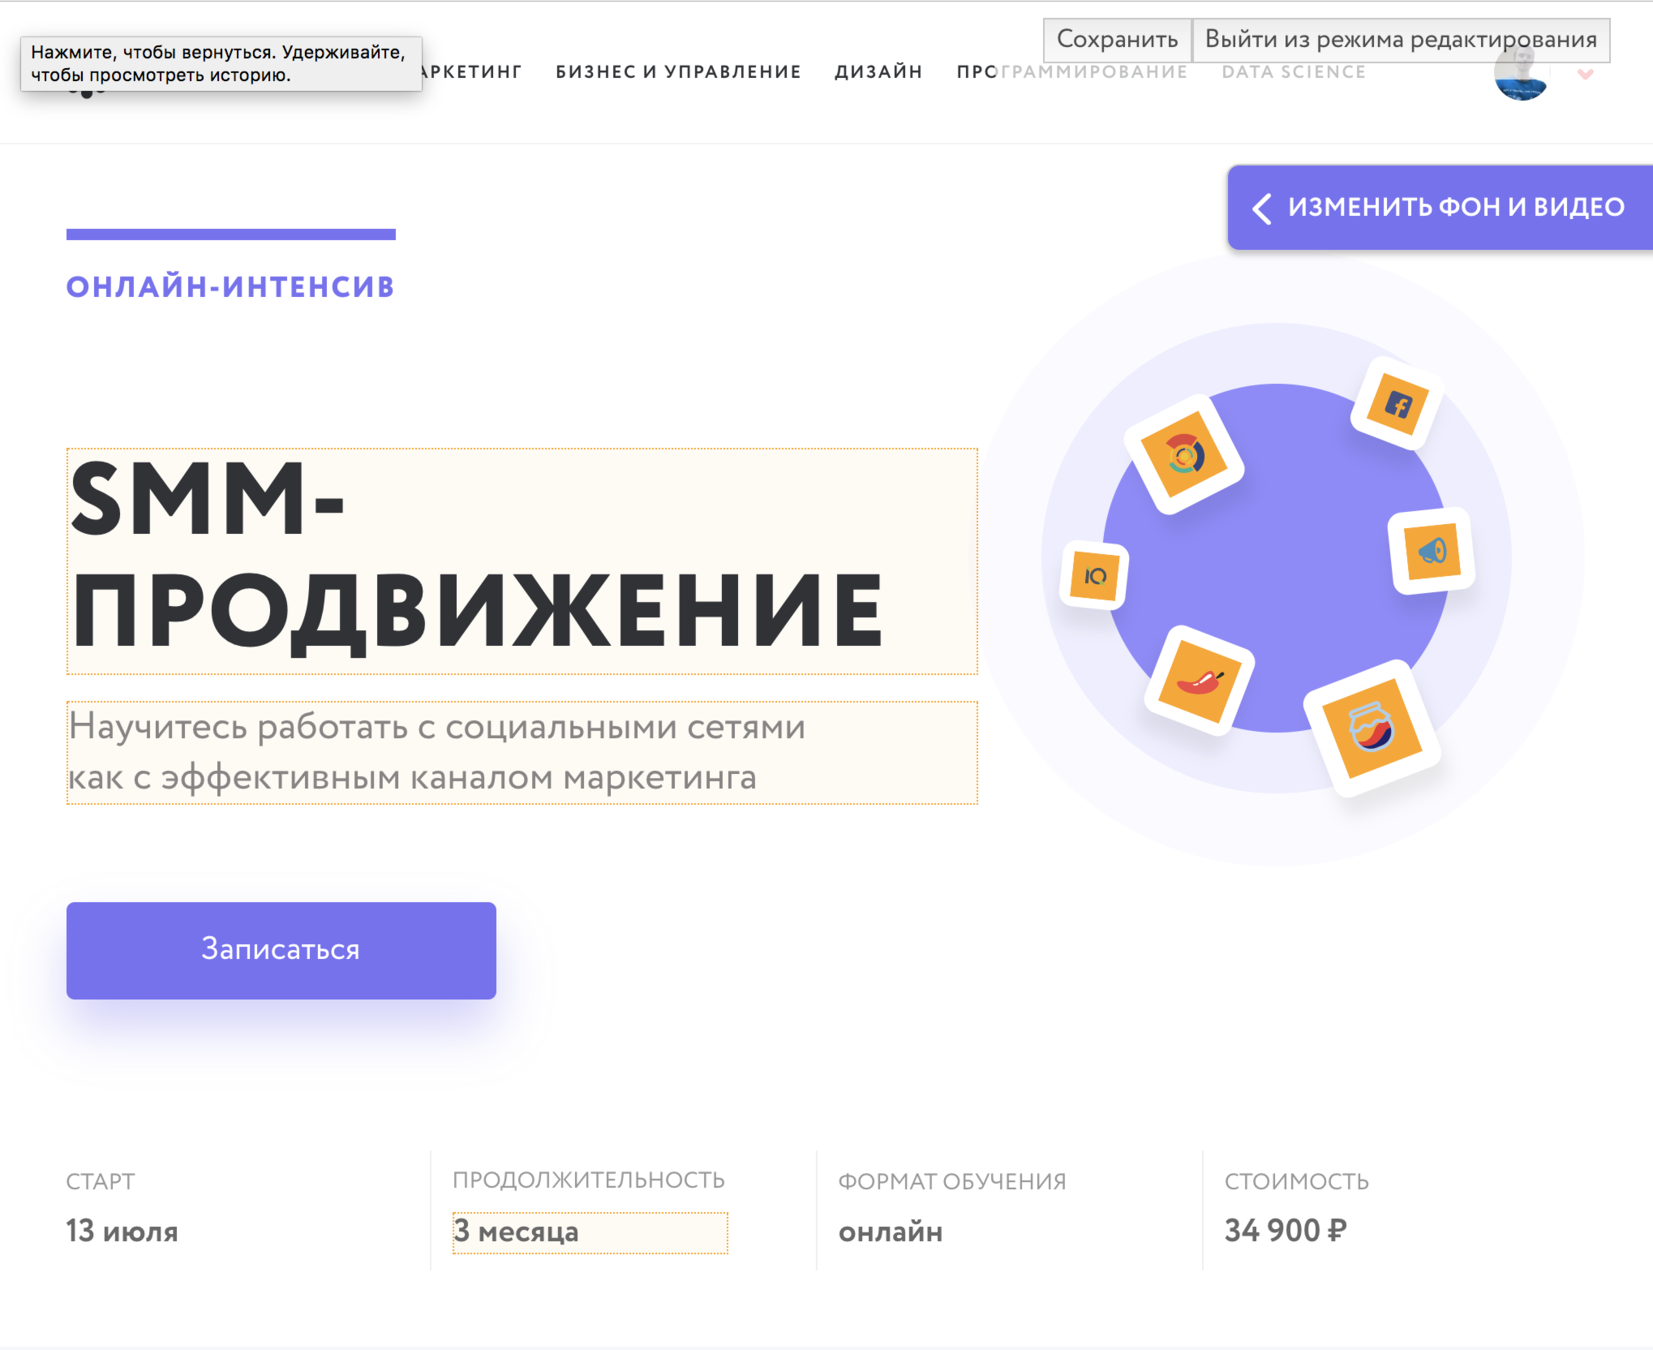 Сохранить
Выйти из режима редактирования
Нажмите, чтобы вернуться. Удерживайте,
чтобы просмотреть историю.
АРКЕТИНГ
БИЗНЕС И УПРАВЛЕНИЕ
ДИЗАЙН
ПРОГРАММИРОВАНИЕ
DATA SCIENCE
ИЗМЕНИТЬ ФОН И ВИДЕО
ОНЛАЙН-ИНТЕНСИВ
SMM-
ПРОДВИЖЕНИЕ
Научитесь работать с социальными сетями
как с эффективным каналом маркетинга
Записаться
СТАРТ
13 июля
ПРОДОЛЖИТЕЛЬНОСТЬ
3 месяца
ФОРМАТ ОБУЧЕНИЯ
онлайн
СТОИМОСТЬ
34 900 ₽